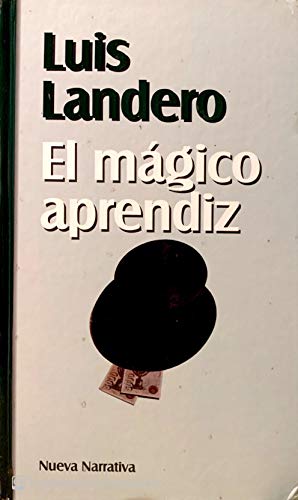 Luis
Landero
El mágico
aprendiz
Nueva Narrativa